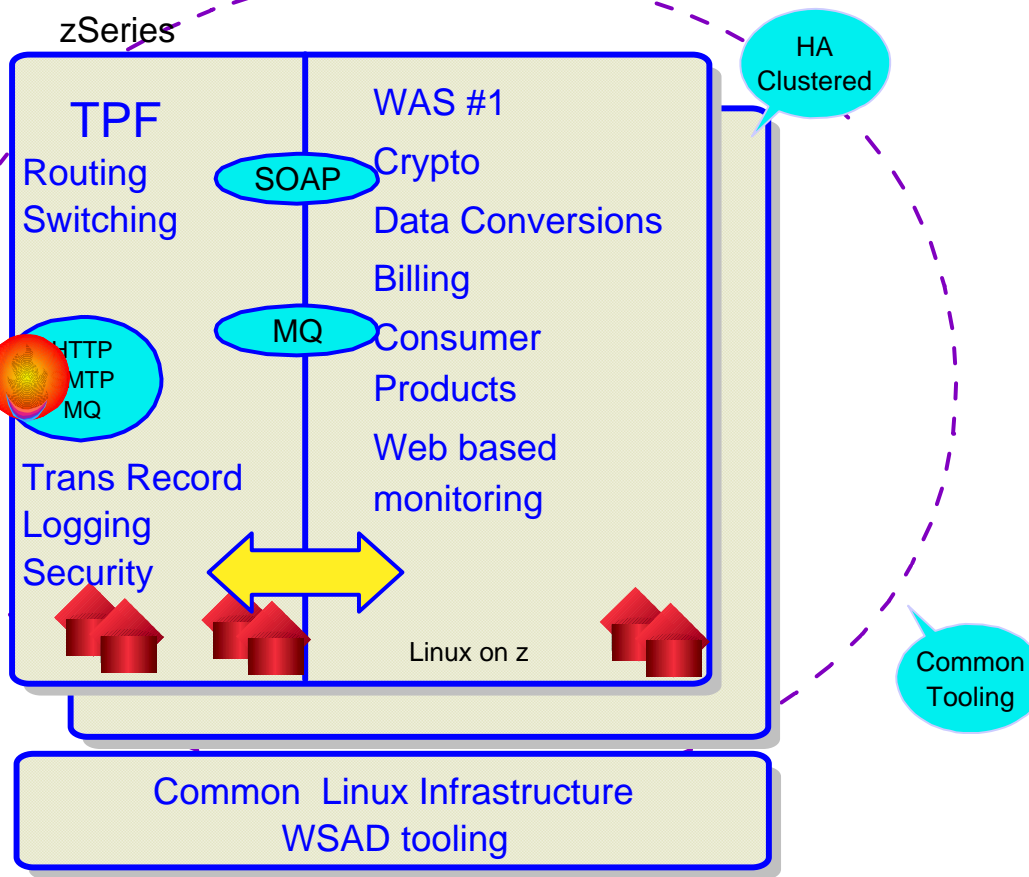 zSeries
HA
Clustered
TPF
Routing
Switching
SOAP
MQ
HTTP
MTP
MQ
Trans Record
Logging
Security
WAS #1
Crypto
Data Conversions
Billing
Consumer
Products
Web based
monitoring
Linux on z
Common
Tooling
Common Linux Infrastructure
WSAD tooling